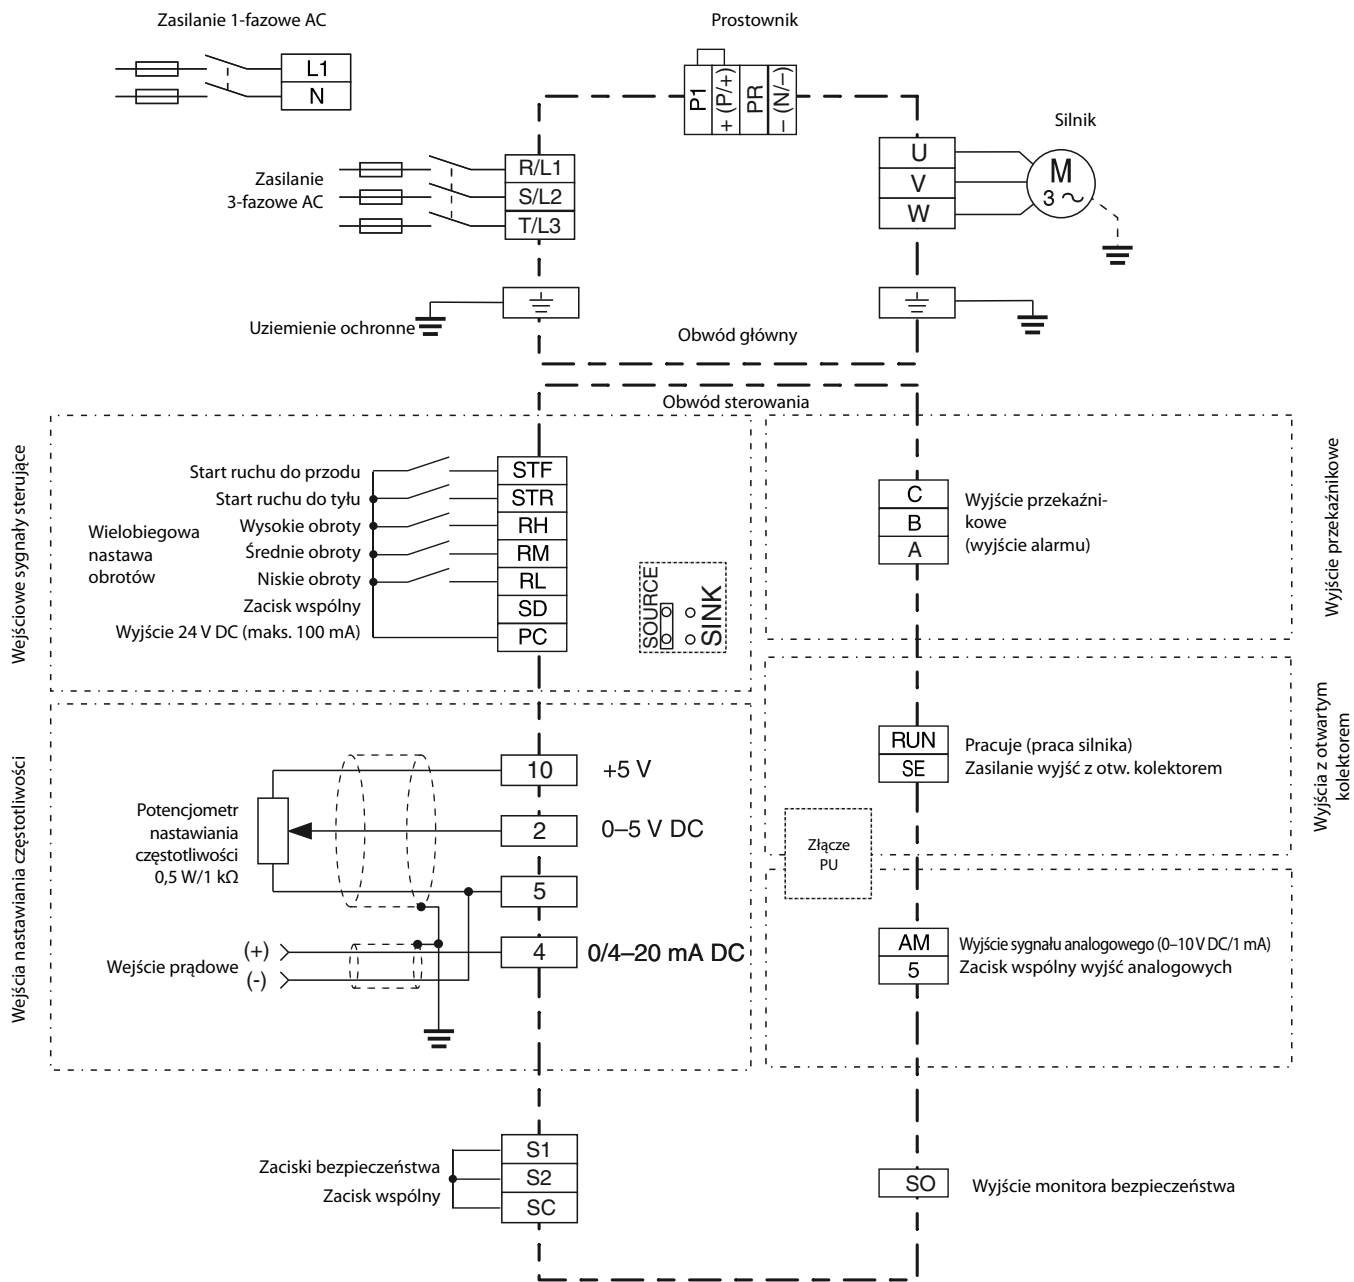 Zasilanie 1-fazowe AC
L1
N
Prostownik
P1
+ (P/+)
PR
– (N/–)
Silnik
Zasilanie
3-fazowe AC
R/L1
S/L2
T/L3
U
V
W
M
3 ~
Uziemienie ochronne
Obwód główny
Obwód sterowania
Wejściowe sygnały sterujące
Wielobiegowa
nastawa
obrotów
Start ruchu do przodu
STF
Start ruchu do tyłu
STR
Wysokie obroty
RH
Średnie obroty
RM
Niskie obroty
RL
Zacisk wspólny
SD
Wyjście 24 V DC (maks. 100 mA)
PC
SOURCE
SINK
C
B
A
Wyjście przekaźni-
kowe
(wyjście alarmu)
Wyjście przekaźnikowe
RUN
SE
Pracuje (praca silnika)
Zasilanie wyjść z otw. kolektorem
Wyjścia z otwartym
kolektorem
Złącze
PU
Wejścia nastawiania częstotliwości
Potencjometr
nastawiania
częstotliwości
0,5 W/1 kΩ
10
+5 V
2
0–5 V DC
5
Wejście prądowe
(+)
(-)
4
0/4–20 mA DC
AM
5
Wyjście sygnału analogowego (0–10 V DC/1 mA)
Zacisk wspólny wyjść analogowych
Zaciski bezpieczeństwa
Zacisk wspólny
S1
S2
SC
SO
Wyjście monitora bezpieczeństwa